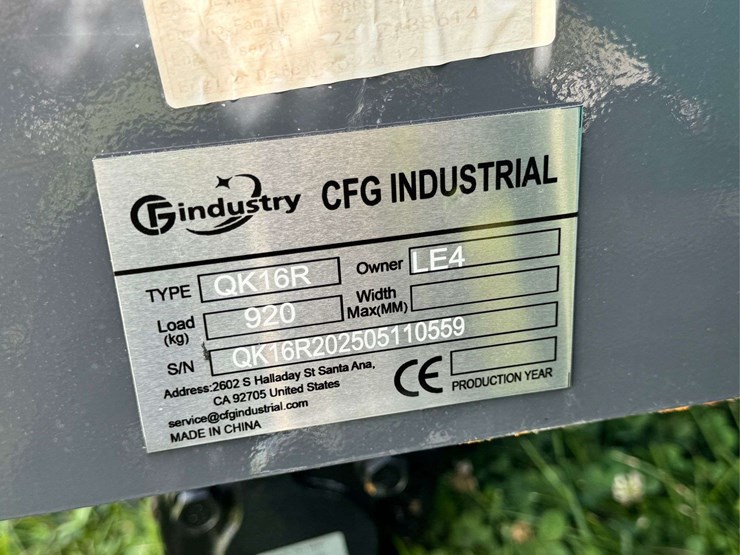 Gindustry CFG INDUSTRIAL
TYPE QK16R Owner LE4
Load (kg) 920 Width Max(MM)
S/N QK16R202505110559
Address:2602 S Halladay St Santa Ana,
CA 92705 United States
service@cfgindustrial.com
MADE IN CHINA
CE PRODUCTION YEAR